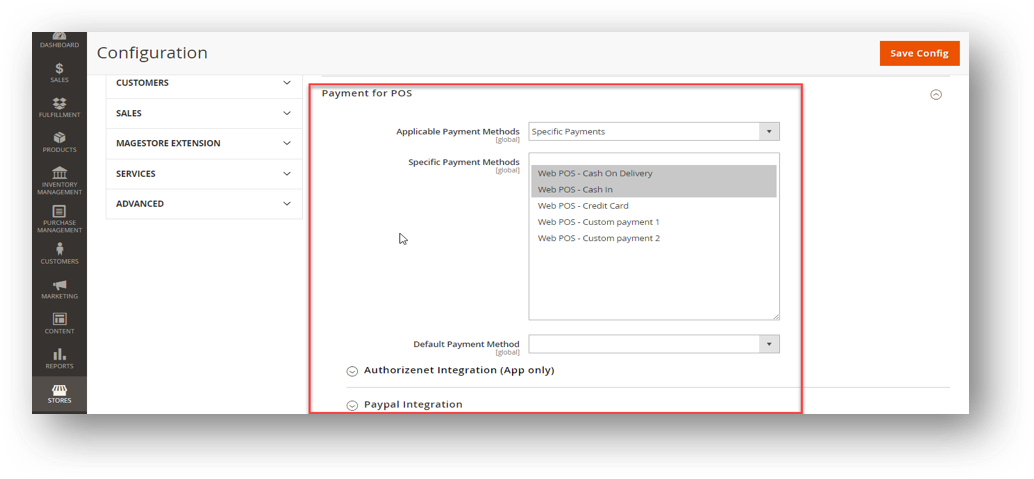 DASHBOARD
$
SALES
FULFILLMENT
PRODUCTS
INVENTORY
MANAGEMENT
PURCHASE
MANAGEMENT
CUSTOMERS
MARKETING
CONTENT
REPORTS
STORES
Configuration
Save Config
CUSTOMERS
SALES
MAGESTORE EXTENSION
SERVICES
ADVANCED
Payment for POS
Applicable Payment Methods
[global]
Specific Payments
Specific Payment Methods
[global]
Web POS - Cash On Delivery
Web POS - Cash In
Web POS - Credit Card
Web POS - Custom payment 1
Web POS - Custom payment 2
Default Payment Method
[global]
Authorizenet Integration (App only)
Paypal Integration